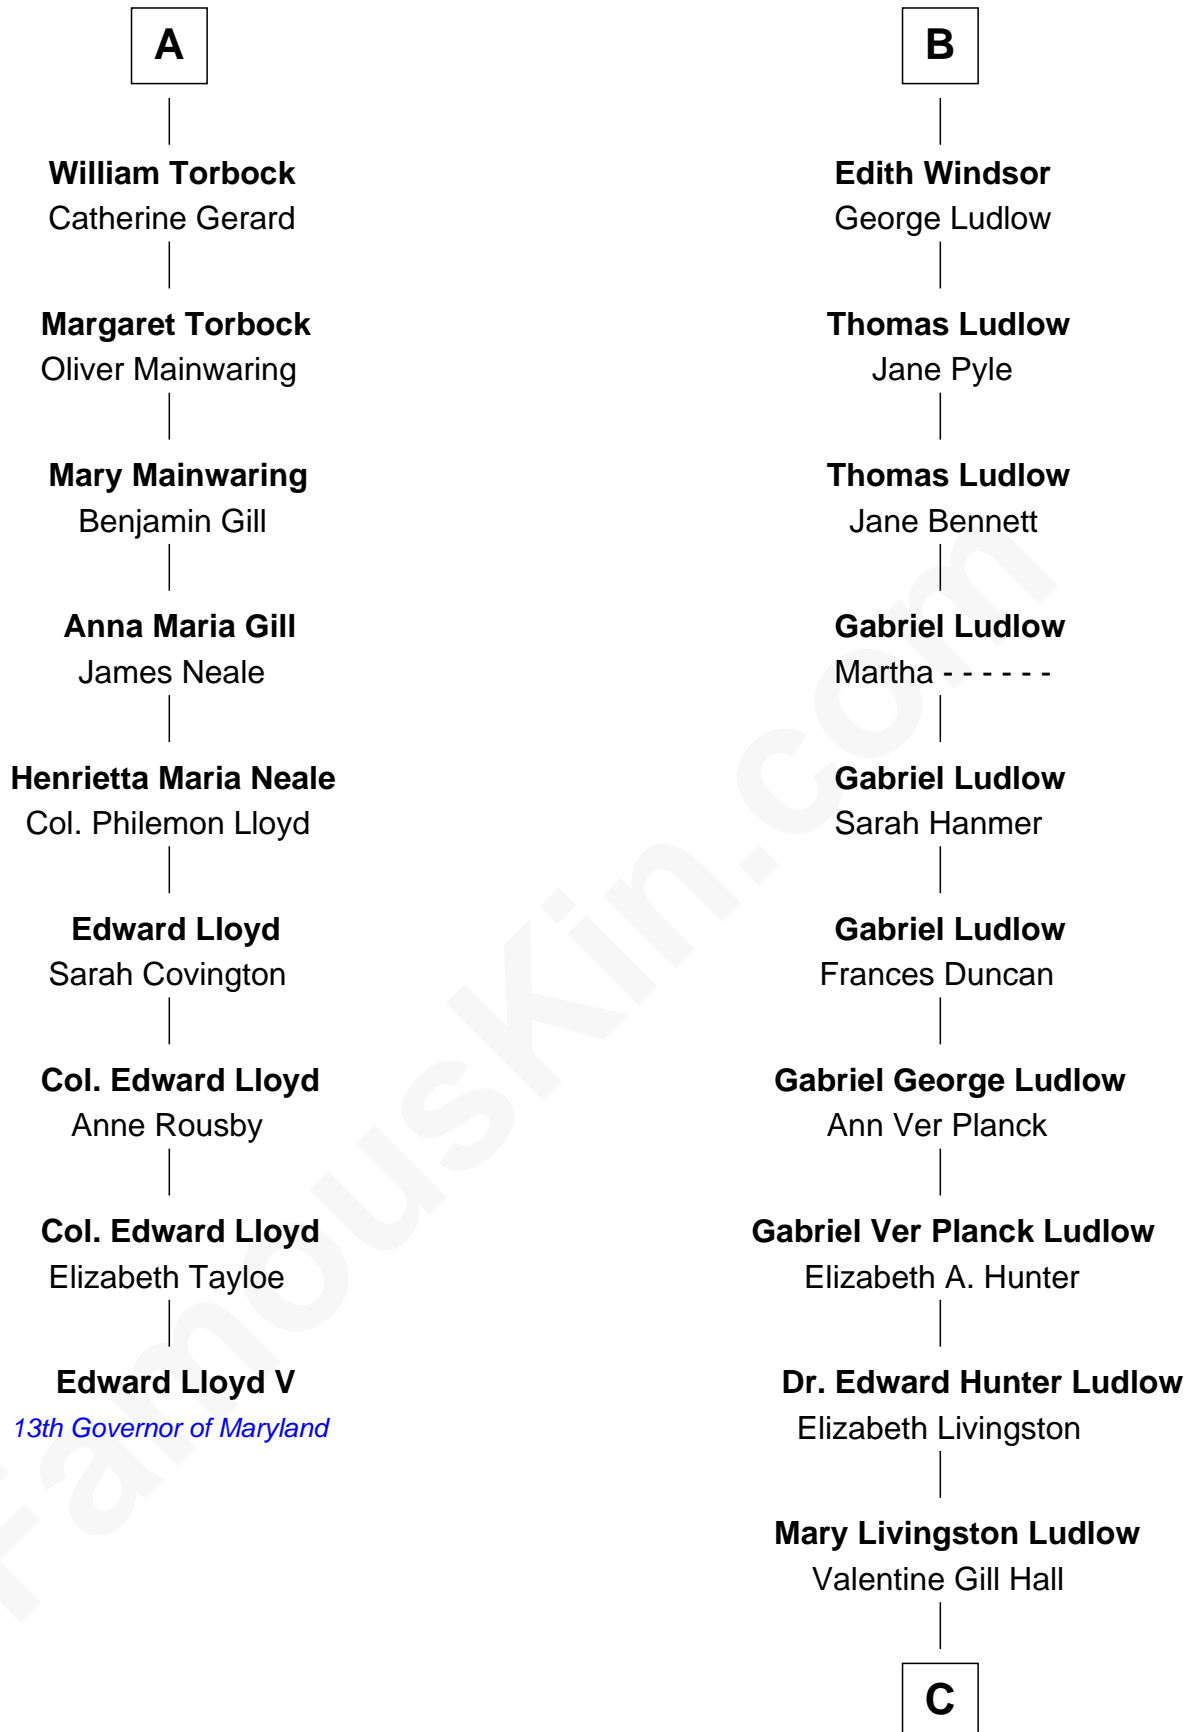 A
William Torbock
Catherine Gerard
Margaret Torbock
Oliver Mainwaring
Mary Mainwaring
Benjamin Gill
Anna Maria Gill
James Neale
Henrietta Maria Neale
Col. Philemon Lloyd
Edward Lloyd
Sarah Covington
Col. Edward Lloyd
Anne Rousby
Col. Edward Lloyd
Elizabeth Tayloe
Edward Lloyd V
13th Governor of Maryland
B
Edith Windsor
George Ludlow
Thomas Ludlow
Jane Pyle
Thomas Ludlow
Jane Bennett
Gabriel Ludlow
Martha - - - - - -
Gabriel Ludlow
Sarah Hanmer
Gabriel Ludlow
Frances Duncan
Gabriel George Ludlow
Ann Ver Planck
Gabriel Ver Planck Ludlow
Elizabeth A. Hunter
Dr. Edward Hunter Ludlow
Elizabeth Livingston
Mary Livingston Ludlow
Valentine Gill Hall
C
FamousKin.com